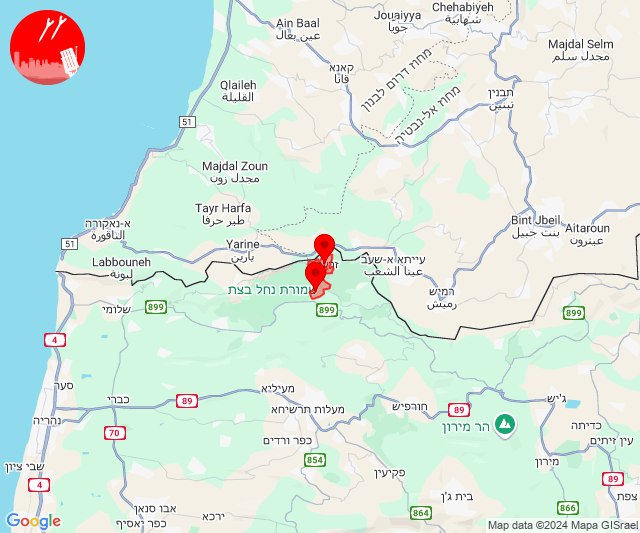 Chehabiyeh
شهابية
Jouaiyya
جويا
Ain Baal
عين بعال
Majdal Selm
محدل سلم
קאנא
قانا
מחוז דרום לבנון
Qlaileh
القليلة
מחוז אל-נבטיה
תבנין
تبنين
51
Majdal Zoun
مجدل زون
Tayr Harfa
طير حرفا
א-נאקורה
الناقورة
Bint Jbeil
بنت جبيل
Aitaroun
عيترون
51
Yarine
يارين
עייתא א-שעב
عيتا الشعب
Labbouneh
لبونة
שמורת נחל בצת
רמיש
رميش
שלומי
899
899
4
סער
כברי
89
מעיליא
מעלות תרשיחא
חורפיש
89
ג'יש
נהריה
70
כפר ורדים
הר מירון
כדיתה
עין זיתים
מירון
שבי ציון
854
פקיעין
4
89
צפת
בית ג'ן
אבו סנאן
ירכא
כפר יאסיף
864
866
Google
Map data ©2024 Mapa GISrael